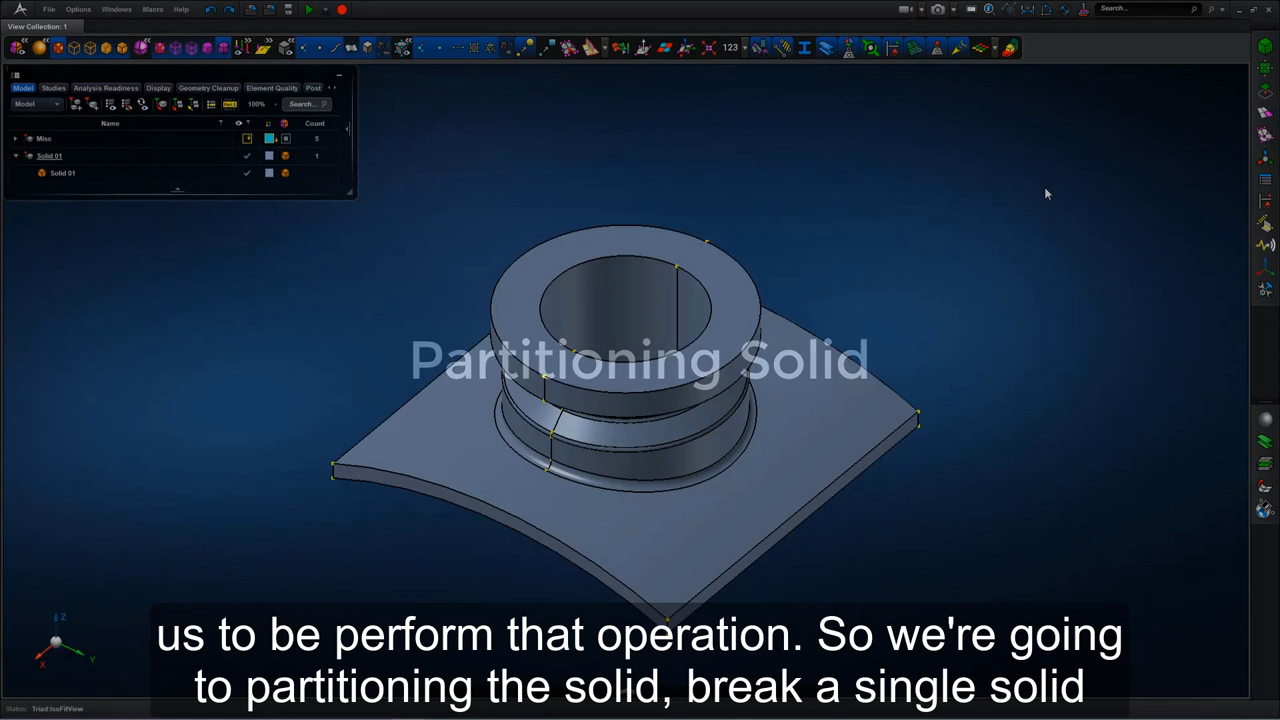 File Options Windows Macro Help
Search...
View Collection: 1
123
Model Studies Analysis Readiness Display Geometry Cleanup Element Quality Post
Model 100% Search...
Name Count
Misc 5
Solid 01 1
Solid 01
Partitioning Solid
us to be perform that operation. So we're going
to partitioning the solid, break a single solid
Z
X Y
Status: Triad:IsoFitView